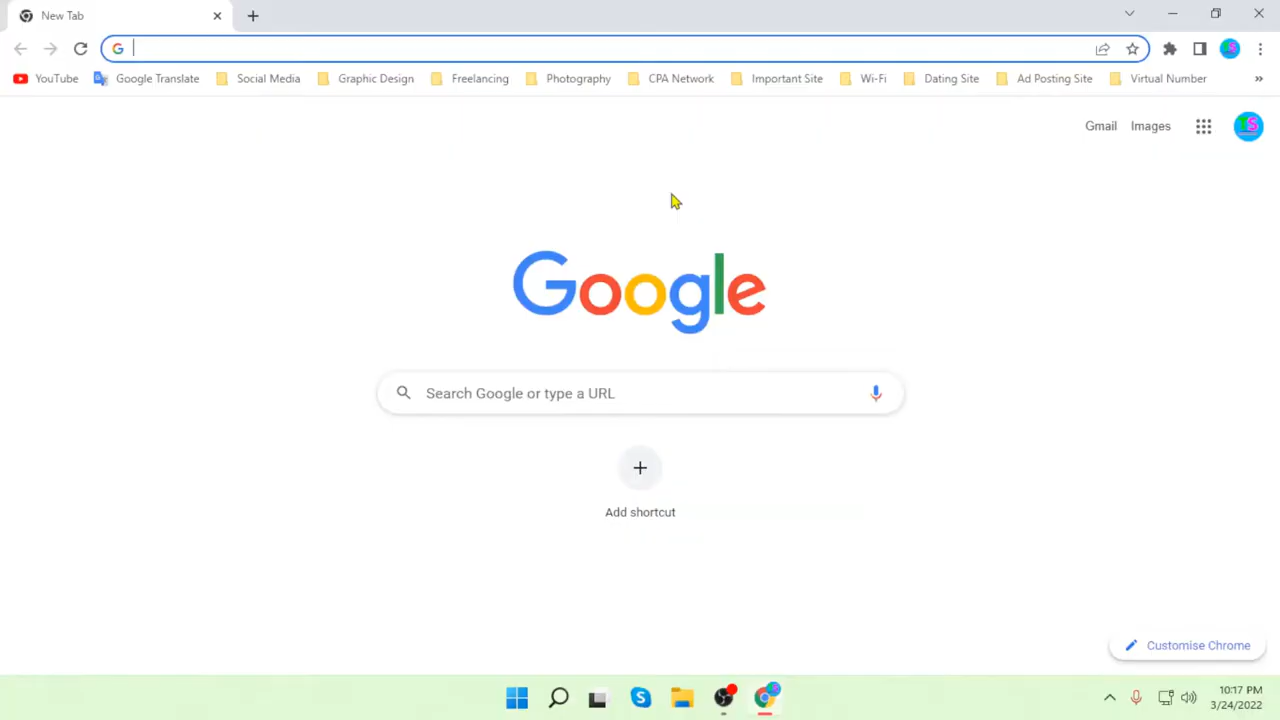 New Tab
YouTube Google Translate Social Media Graphic Design Freelancing Photography CPA Network Important Site Wi-Fi Dating Site Ad Posting Site Virtual Number »
Gmail Images
Google
Search Google or type a URL
Add shortcut
Customise Chrome
10:17 PM
3/24/2022